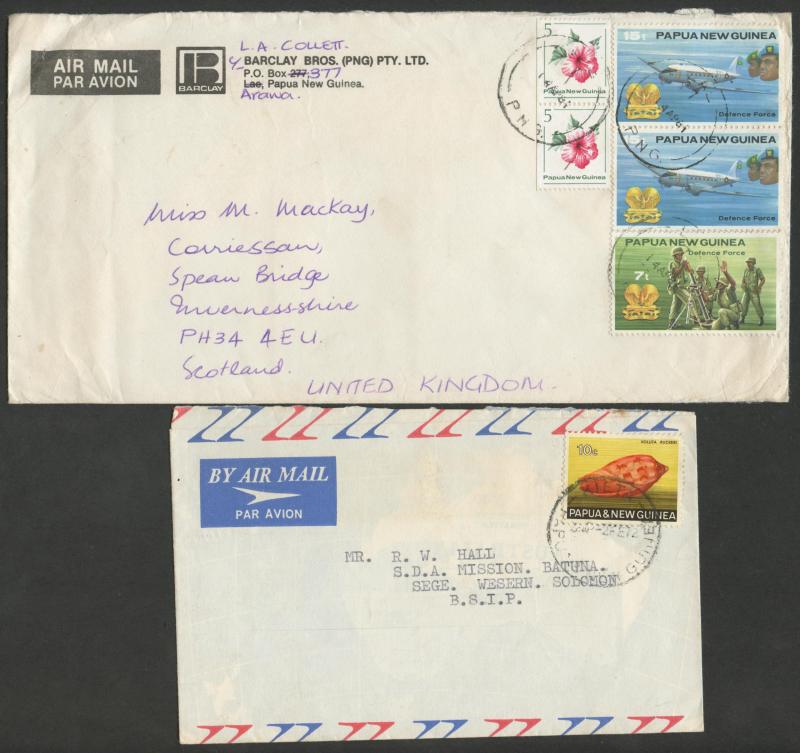 AIR MAIL
PAR AVION
BARCLAY
L.A. COLLETT.
c/- BARCLAY BROS. (PNG) PTY. LTD.
P.O. Box 277, 377
Lae, Papua New Guinea.
Arawa.
5
Papua New Guinea
5
Papua New Guinea
PAPUA NEW GUINEA
15t
Defence Force
PAPUA NEW GUINEA
Defence Force
PAPUA NEW GUINEA
Defence Force
7t
P.N.G.
P.N.G.
Miss M. Mackay,
Corriessan,
Spean Bridge
Invernessshire
PH34 4EU.
Scotland.
UNITED KINGDOM.
BY AIR MAIL
PAR AVION
VOLUTA RUCKERI
10c
PAPUA & NEW GUINEA
MR. R. W. HALL
S.D.A. MISSION. BATUNA.
SEGE. WESERN. SOLOMON
B.S.I.P.